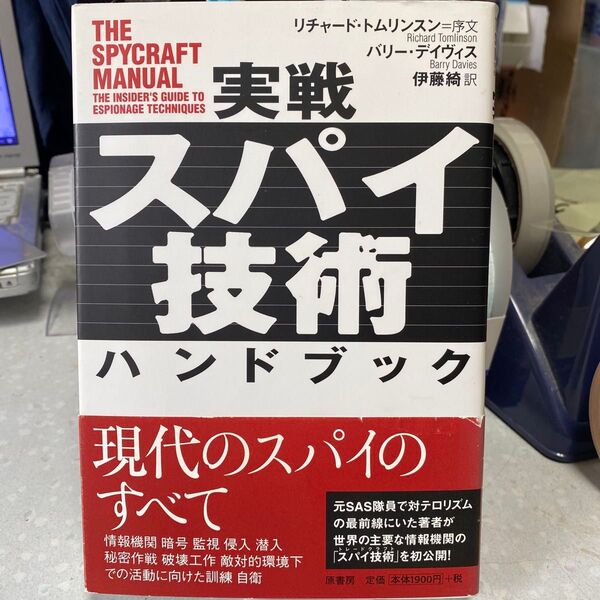 THE
SPYCRAFT
MANUAL
THE INSIDER'S GUIDE TO
ESPIONAGE TECHNIQUES
リチャード・トムリンスン=序文
Richard Tomlinson
バリー・デイヴィス
Barry Davies
伊藤綺 訳
実戦
スパイ
技術
ハンドブック
現代のスパイの
すべて
情報機関 暗号 監視 侵入 潜入
秘密作戦 破壊工作 敵対的環境下
での活動に向けた訓練 自衛
元SAS隊員で対テロリズム
の最前線にいた著者が
世界の主要な情報機関の
トレードクラフト
「スパイ技術」を初公開!
原書房 定価[本体1900円]+税